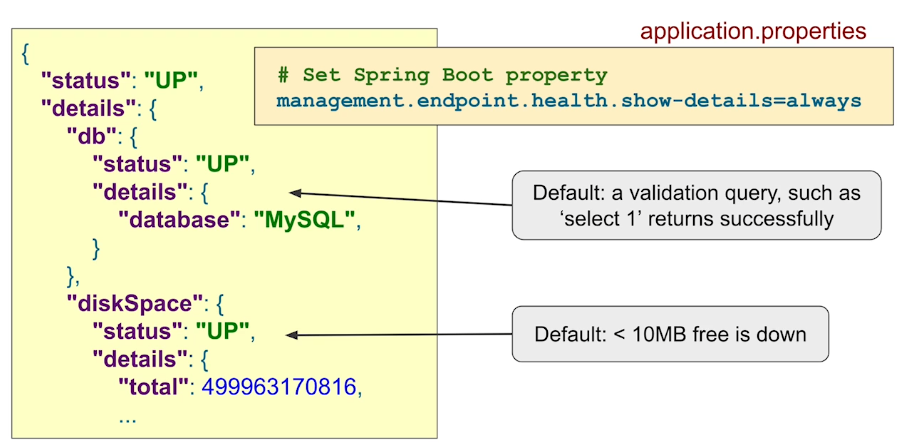 application.properties
# Set Spring Boot property
management.endpoint.health.show-details=always
{
"status": "UP",
"details": {
"db": {
"status": "UP",
"details": {
"database": "MySQL",
}
},
"diskSpace": {
"status": "UP",
"details": {
"total": 499963170816,
...
Default: a validation query, such as
‘select 1’ returns successfully
Default: < 10MB free is down